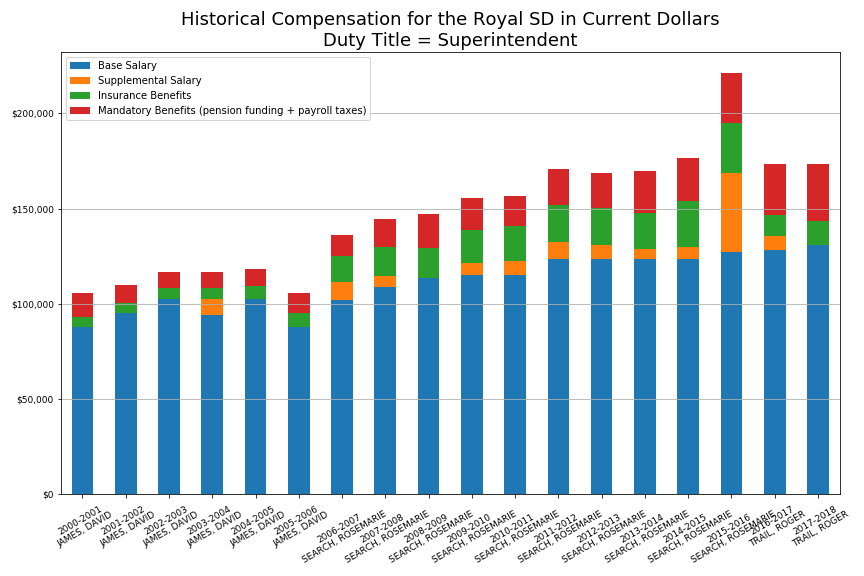 Historical Compensation for the Royal SD in Current Dollars
Duty Title = Superintendent
Base Salary
Supplemental Salary
Insurance Benefits
Mandatory Benefits (pension funding + payroll taxes)
$200,000
$150,000
$100,000
$50,000
$0
2000-2001
JAMES, DAVID
2001-2002
JAMES, DAVID
2002-2003
JAMES, DAVID
2003-2004
JAMES, DAVID
2004-2005
JAMES, DAVID
2005-2006
JAMES, DAVID
2006-2007
SEARCH, ROSEMARIE
2007-2008
SEARCH, ROSEMARIE
2008-2009
SEARCH, ROSEMARIE
2009-2010
SEARCH, ROSEMARIE
2010-2011
SEARCH, ROSEMARIE
2011-2012
SEARCH, ROSEMARIE
2012-2013
SEARCH, ROSEMARIE
2013-2014
SEARCH, ROSEMARIE
2014-2015
SEARCH, ROSEMARIE
2015-2016
SEARCH, ROSEMARIE
2016-2017
TRAIL, ROGER
2017-2018
TRAIL, ROGER